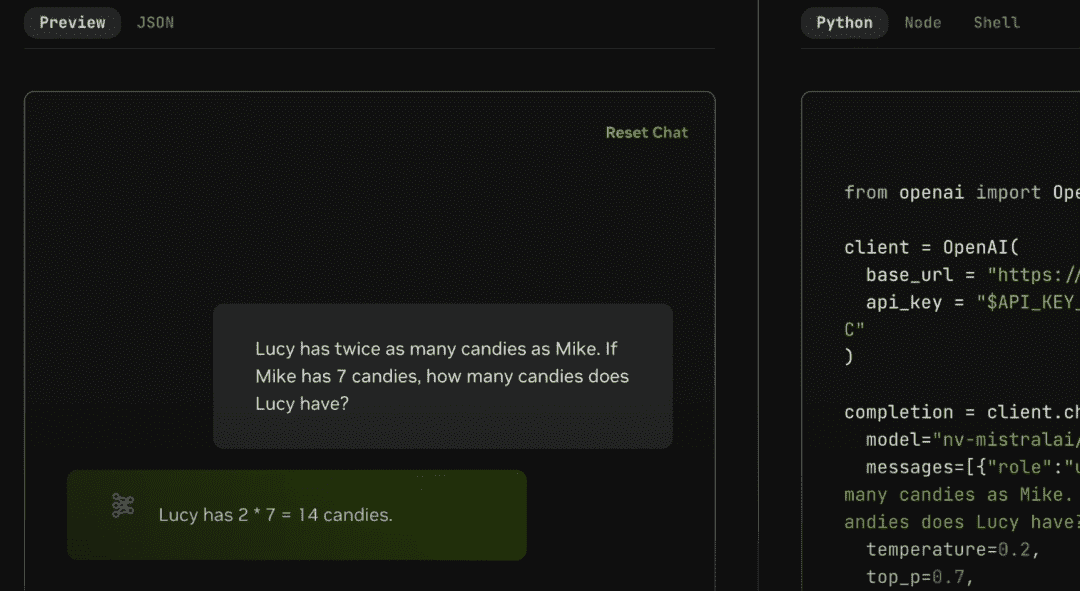 Preview JSON
Reset Chat
Lucy has twice as many candies as Mike. If
Mike has 7 candies, how many candies does
Lucy have?
Lucy has 2 * 7 = 14 candies.
Python Node Shell
from openai import Ope
client = OpenAI(
base_url = "https://
api_key = "$API_KEY_
C"
)
completion = client.ch
model="nv-mistralai/
messages=[{"role":"u
many candies as Mike.
andies does Lucy have?
temperature=0.2,
top_p=0.7,